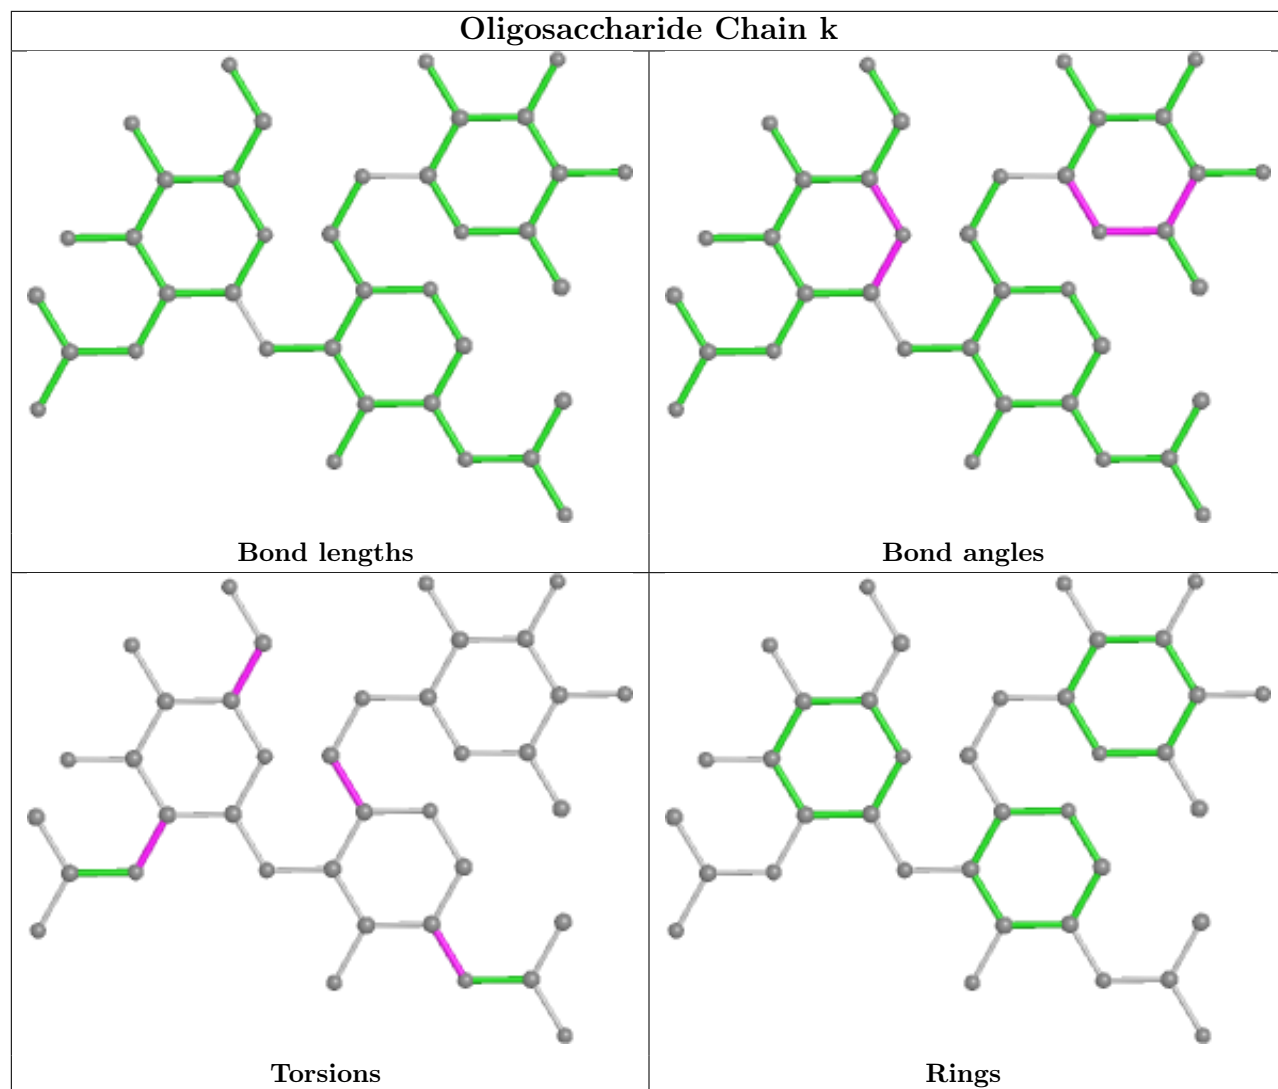 Oligosaccharide Chain k
Bond lengths
Bond angles
Torsions
Rings